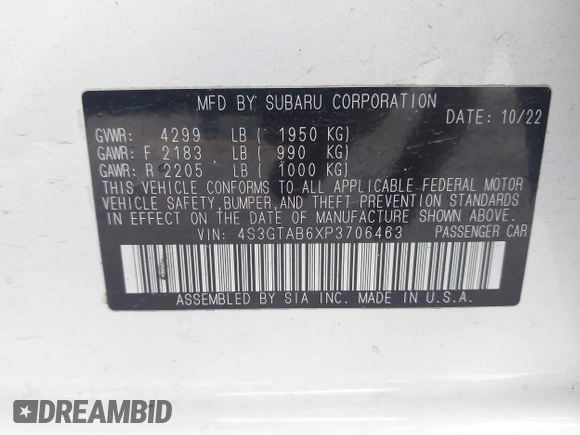 MFD BY SUBARU CORPORATION
DATE: 10/22
GVWR: 4299 LB ( 1950 KG)
GAWR: F 2183 LB ( 990 KG)
GAWR: R 2205 LB ( 1000 KG)
THIS VEHICLE CONFORMS TO ALL APPLICABLE FEDERAL MOTOR
VEHICLE SAFETY, BUMPER, AND THEFT PREVENTION STANDARDS
IN EFFECT ON THE DATE OF MANUFACTURE SHOWN ABOVE.
VIN: 4S3GTAB6XP3706463 PASSENGER CAR
ASSEMBLED BY SIA INC. MADE IN U.S.A.
DREAMBID